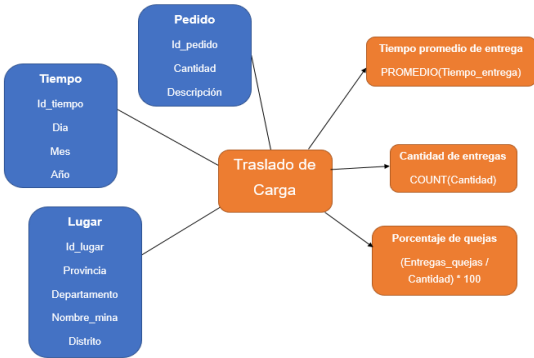 Pedido
Id_pedido
Cantidad
Descripción
Tiempo
Id_tiempo
Dia
Mes
Año
Lugar
Id_lugar
Provincia
Departamento
Nombre_mina
Distrito
Traslado de
Carga
Tiempo promedio de entrega
PROMEDIO(Tiempo_entrega)
Cantidad de entregas
COUNT(Cantidad)
Porcentaje de quejas
(Entregas_quejas /
Cantidad) * 100